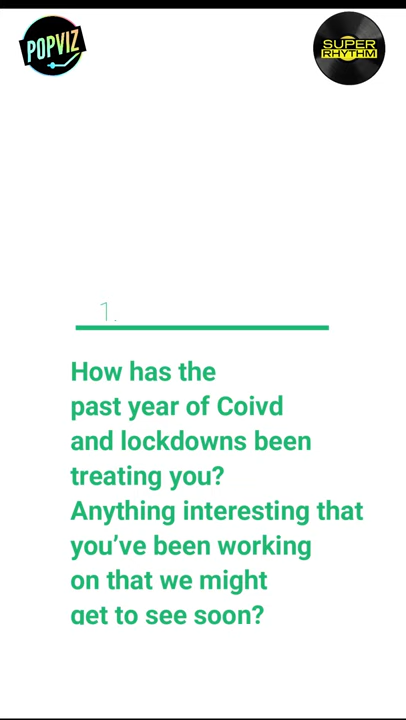 POPVIZ
SUPER
RHYTHM
1.
How has the
past year of Coivd
and lockdowns been
treating you?
Anything interesting that
you’ve been working
on that we might
get to see soon?